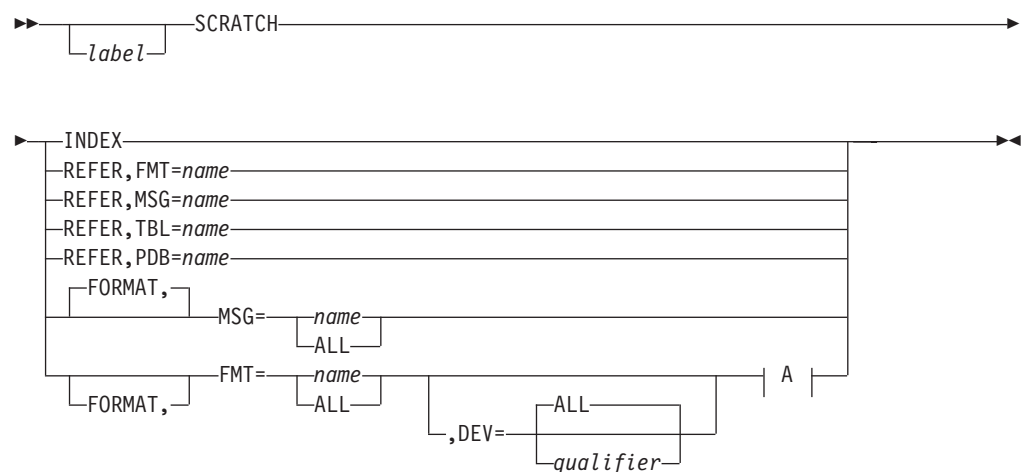 SCRATCH
label
INDEX
REFER,FMT=name
REFER,MSG=name
REFER,TBL=name
REFER,PDB=name
FORMAT,
MSG= name
ALL
FMT= name A
FORMAT, ALL ALL
,DEV=
qualifier